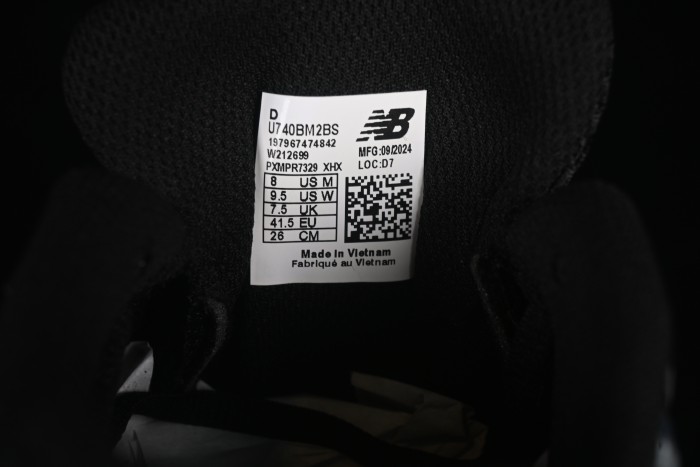 D
U740BM2BS
197967474842
W212699
PXMPR7329 XHX
NB
MFG:09/2024
LOC:D7
8 US M
9.5 US W
7.5 UK
41.5 EU
26 CM
Made in Vietnam
Fabriqué au Vietnam